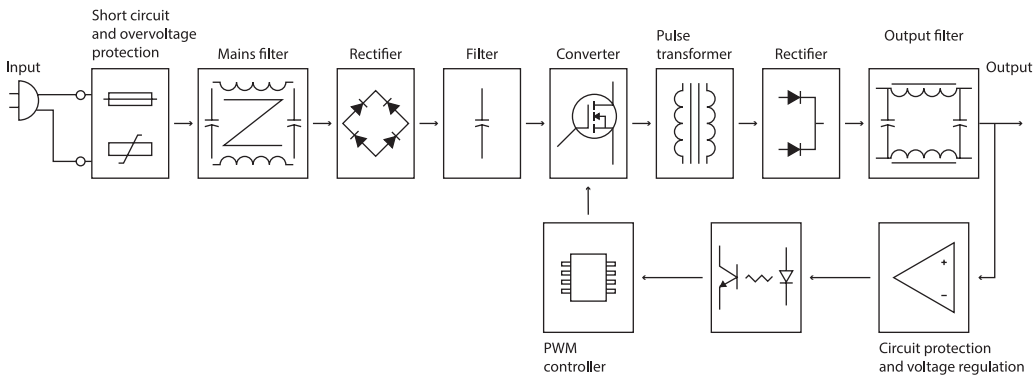 Short circuit
and overvoltage
protection
Input
Mains filter
Rectifier
Filter
Converter
Pulse
transformer
Rectifier
Output filter
Output
+
−
PWM
controller
Circuit protection
and voltage regulation